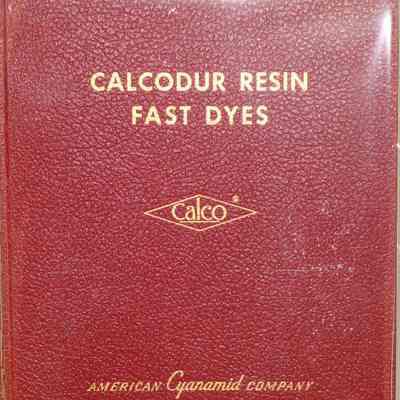 CALCODUR RESIN
FAST DYES
Calco®
AMERICAN Cyanamid COMPANY